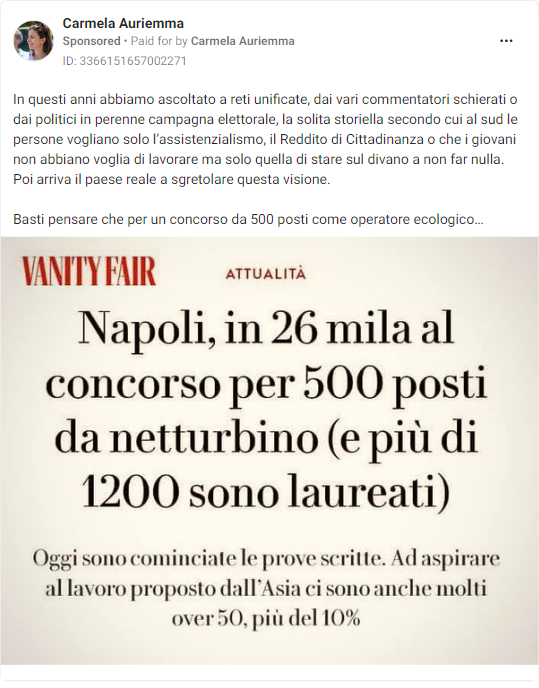 Carmela Auriemma
Sponsored • Paid for by Carmela Auriemma
ID: 3366151657002271
In questi anni abbiamo ascoltato a reti unificate, dai vari commentatori schierati o
dai politici in perenne campagna elettorale, la solita storiella secondo cui al sud le
persone vogliano solo l'assistenzialismo, il Reddito di Cittadinanza o che i giovani
non abbiano voglia di lavorare ma solo quella di stare sul divano a non far nulla.
Poi arriva il paese reale a sgretolare questa visione.
Basti pensare che per un concorso da 500 posti come operatore ecologico...
VANITY FAIR
ATTUALITÀ
Napoli, in 26 mila al
concorso per 500 posti
da netturbino (e più di
1200 sono laureati)
Oggi sono cominciate le prove scritte. Ad aspirare
al lavoro proposto dall'Asia ci sono anche molti
over 50, più del 10%